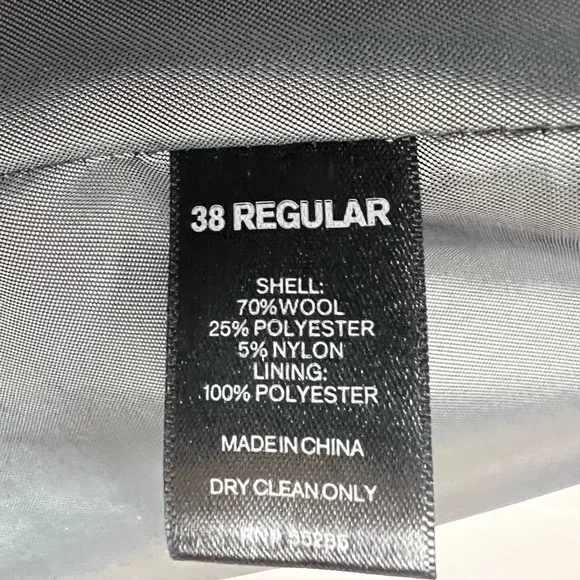 38 REGULAR
SHELL:
70% WOOL
25% POLYESTER
5% NYLON
LINING:
100% POLYESTER
MADE IN CHINA
DRY CLEAN ONLY